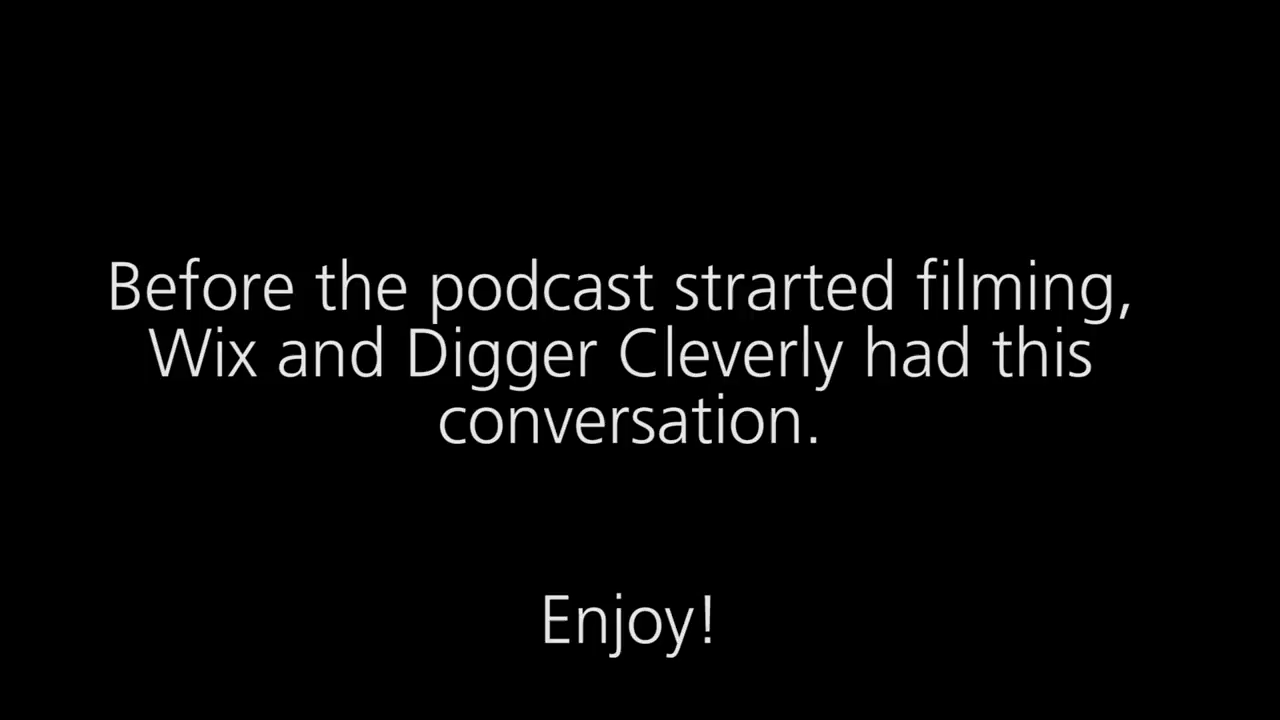 Before the podcast strarted filming,
Wix and Digger Cleverly had this
conversation.
Enjoy!